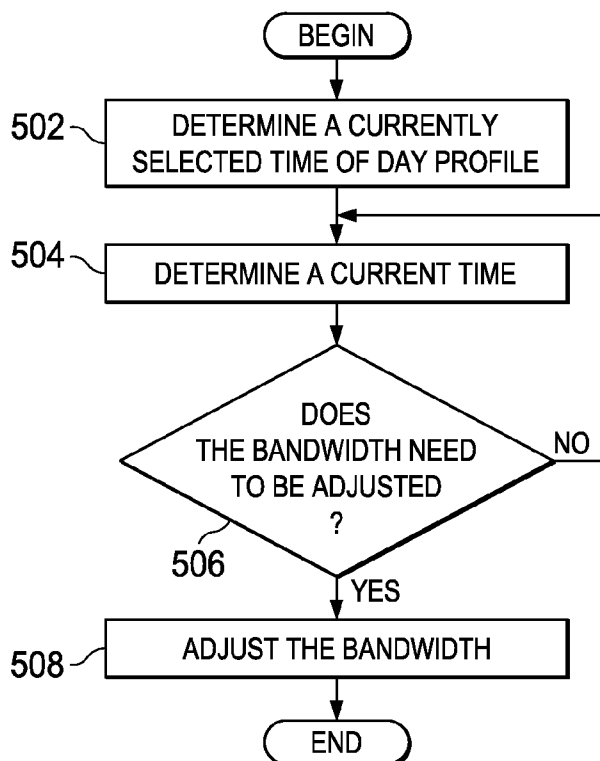 BEGIN
502
DETERMINE A CURRENTLY
SELECTED TIME OF DAY PROFILE
504
DETERMINE A CURRENT TIME
DOES
THE BANDWIDTH NEED
TO BE ADJUSTED
?
NO
506
YES
508
ADJUST THE BANDWIDTH
END